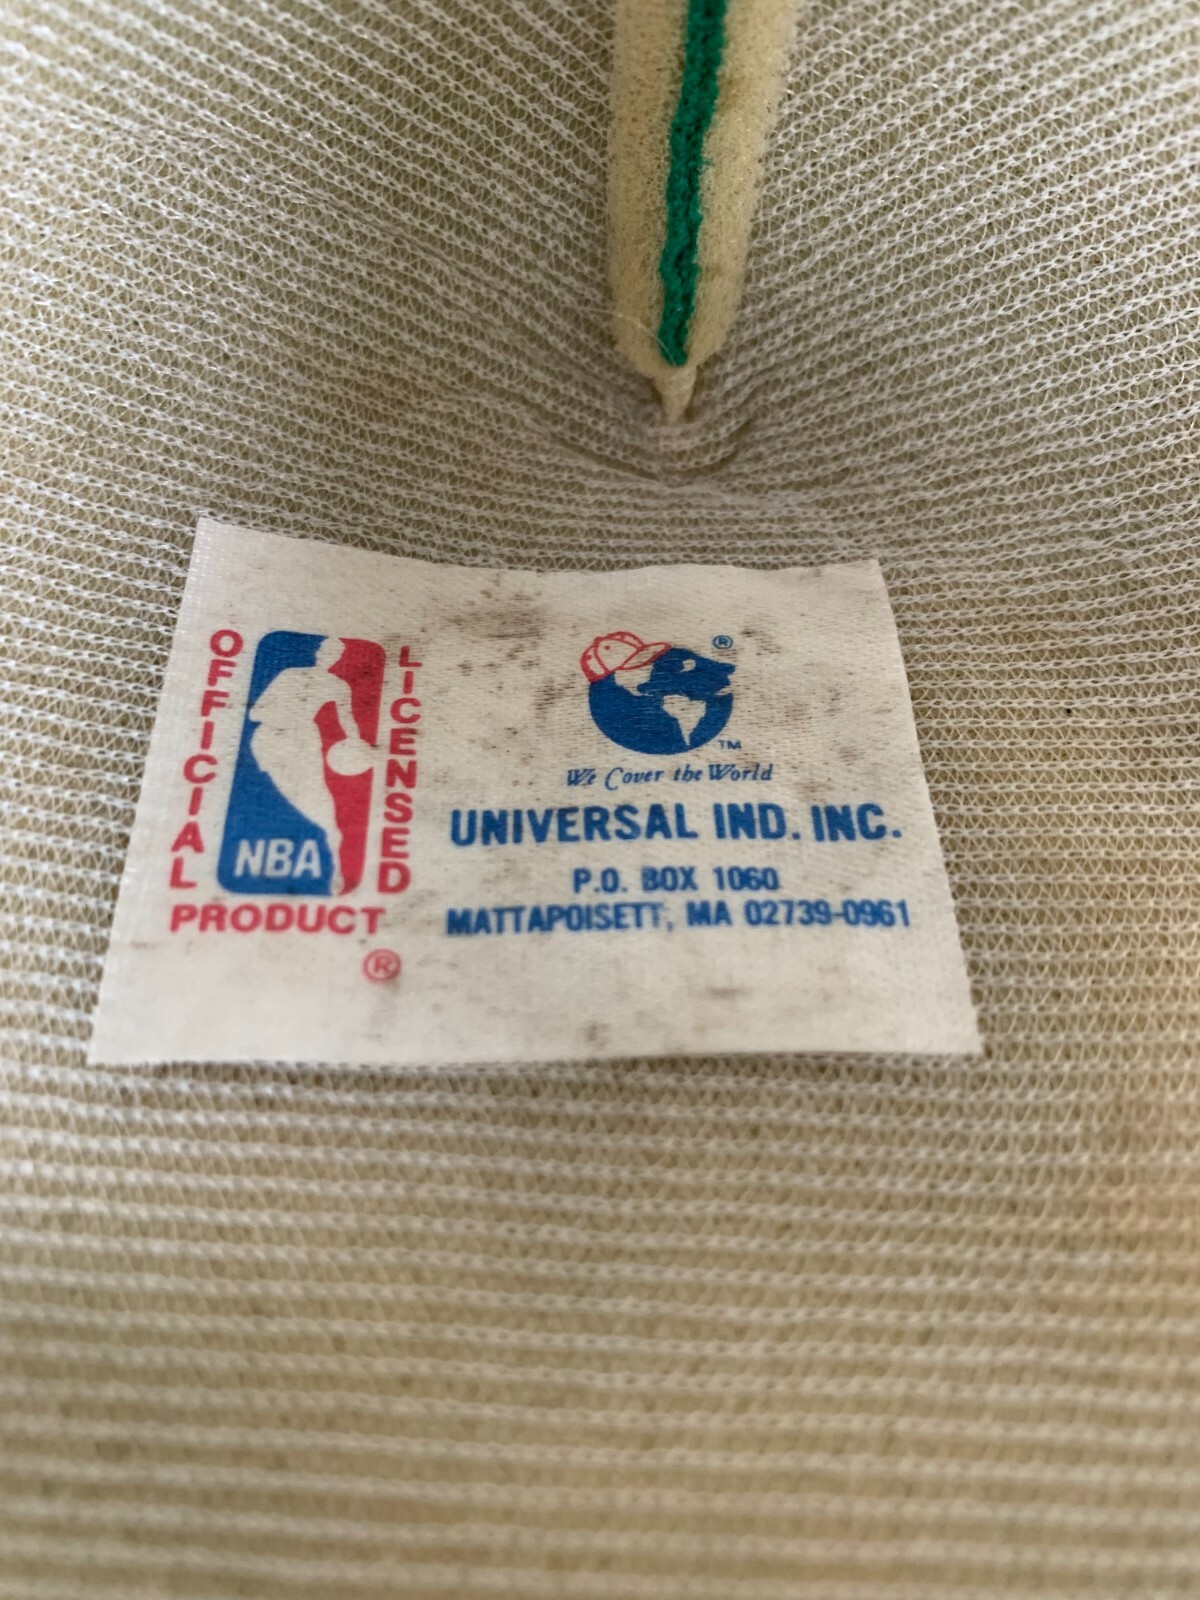 OFFICIAL
NBA
LICENSED
PRODUCT
®
®
TM
We Cover the World
UNIVERSAL IND. INC.
P.O. BOX 1060
MATTAPOISETT, MA 02739-0961